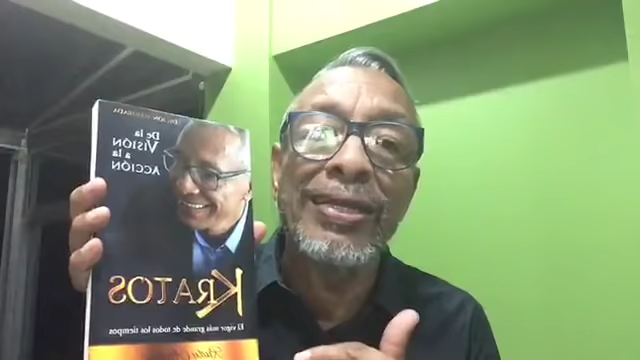 De la
VISIÓN
a la
ACCIÓN
KRATOS
El vigor más grande de todos los tiempos